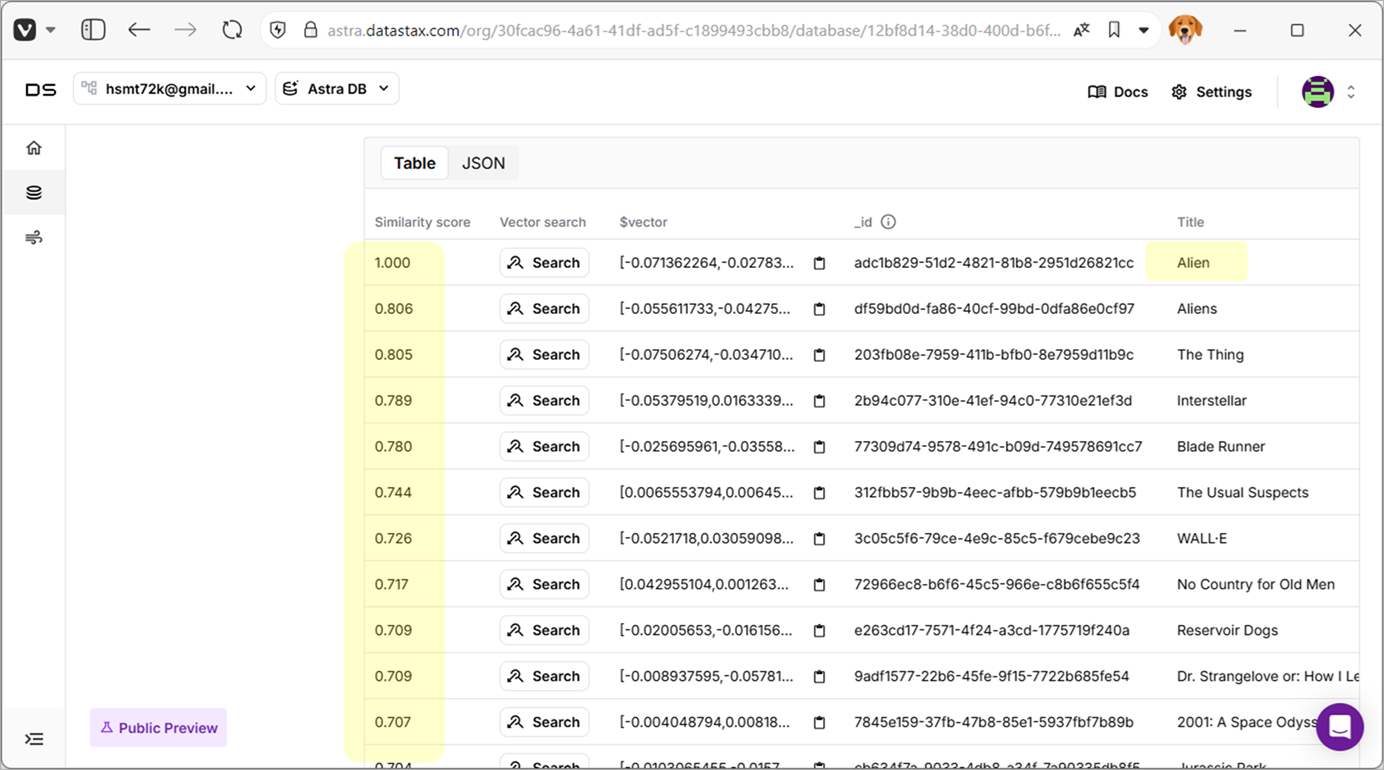 astra.datastax.com/org/30fcac96-4a61-41df-ad5f-c1899493cbb8/database/12bf8d14-38d0-400d-b6f...
DS hsmt72k@gmail.... Astra DB Docs Settings
Table JSON
Similarity score Vector search $vector _id Title
1.000 Search [-0.071362264,-0.02783... adc1b829-51d2-4821-81b8-2951d26821cc Alien
0.806 Search [-0.055611733,-0.04275... df59bd0d-fa86-40cf-99bd-0dfa86e0cf97 Aliens
0.805 Search [-0.07506274,-0.034710... 203fb08e-7959-411b-bfb0-8e7959d11b9c The Thing
0.789 Search [-0.05379519,0.0163339... 2b94c077-310e-41ef-94c0-77310e21ef3d Interstellar
0.780 Search [-0.025695961,-0.03558... 77309d74-9578-491c-b09d-749578691cc7 Blade Runner
0.744 Search [0.0065553794,0.00645... 312fbb57-9b9b-4eec-afbb-579b9b1eecb5 The Usual Suspects
0.726 Search [-0.0521718,0.03059098... 3c05c5f6-79ce-4e9c-85c5-f679cebe9c23 WALL·E
0.717 Search [0.042955104,0.001263... 72966ec8-b6f6-45c5-966e-c8b6f655c5f4 No Country for Old Men
0.709 Search [-0.02005653,-0.016156... e263cd17-7571-4f24-a3cd-1775719f240a Reservoir Dogs
0.709 Search [-0.008937595,-0.05781... 9adf1577-22b6-45fe-9f15-7722b685fe54 Dr. Strangelove or: How I Le
0.707 Search [-0.004048794,0.00818... 7845e159-37fb-47b8-85e1-5937fbf7b89b 2001: A Space Odyss
Public Preview
0.704 Search Jurassic Park